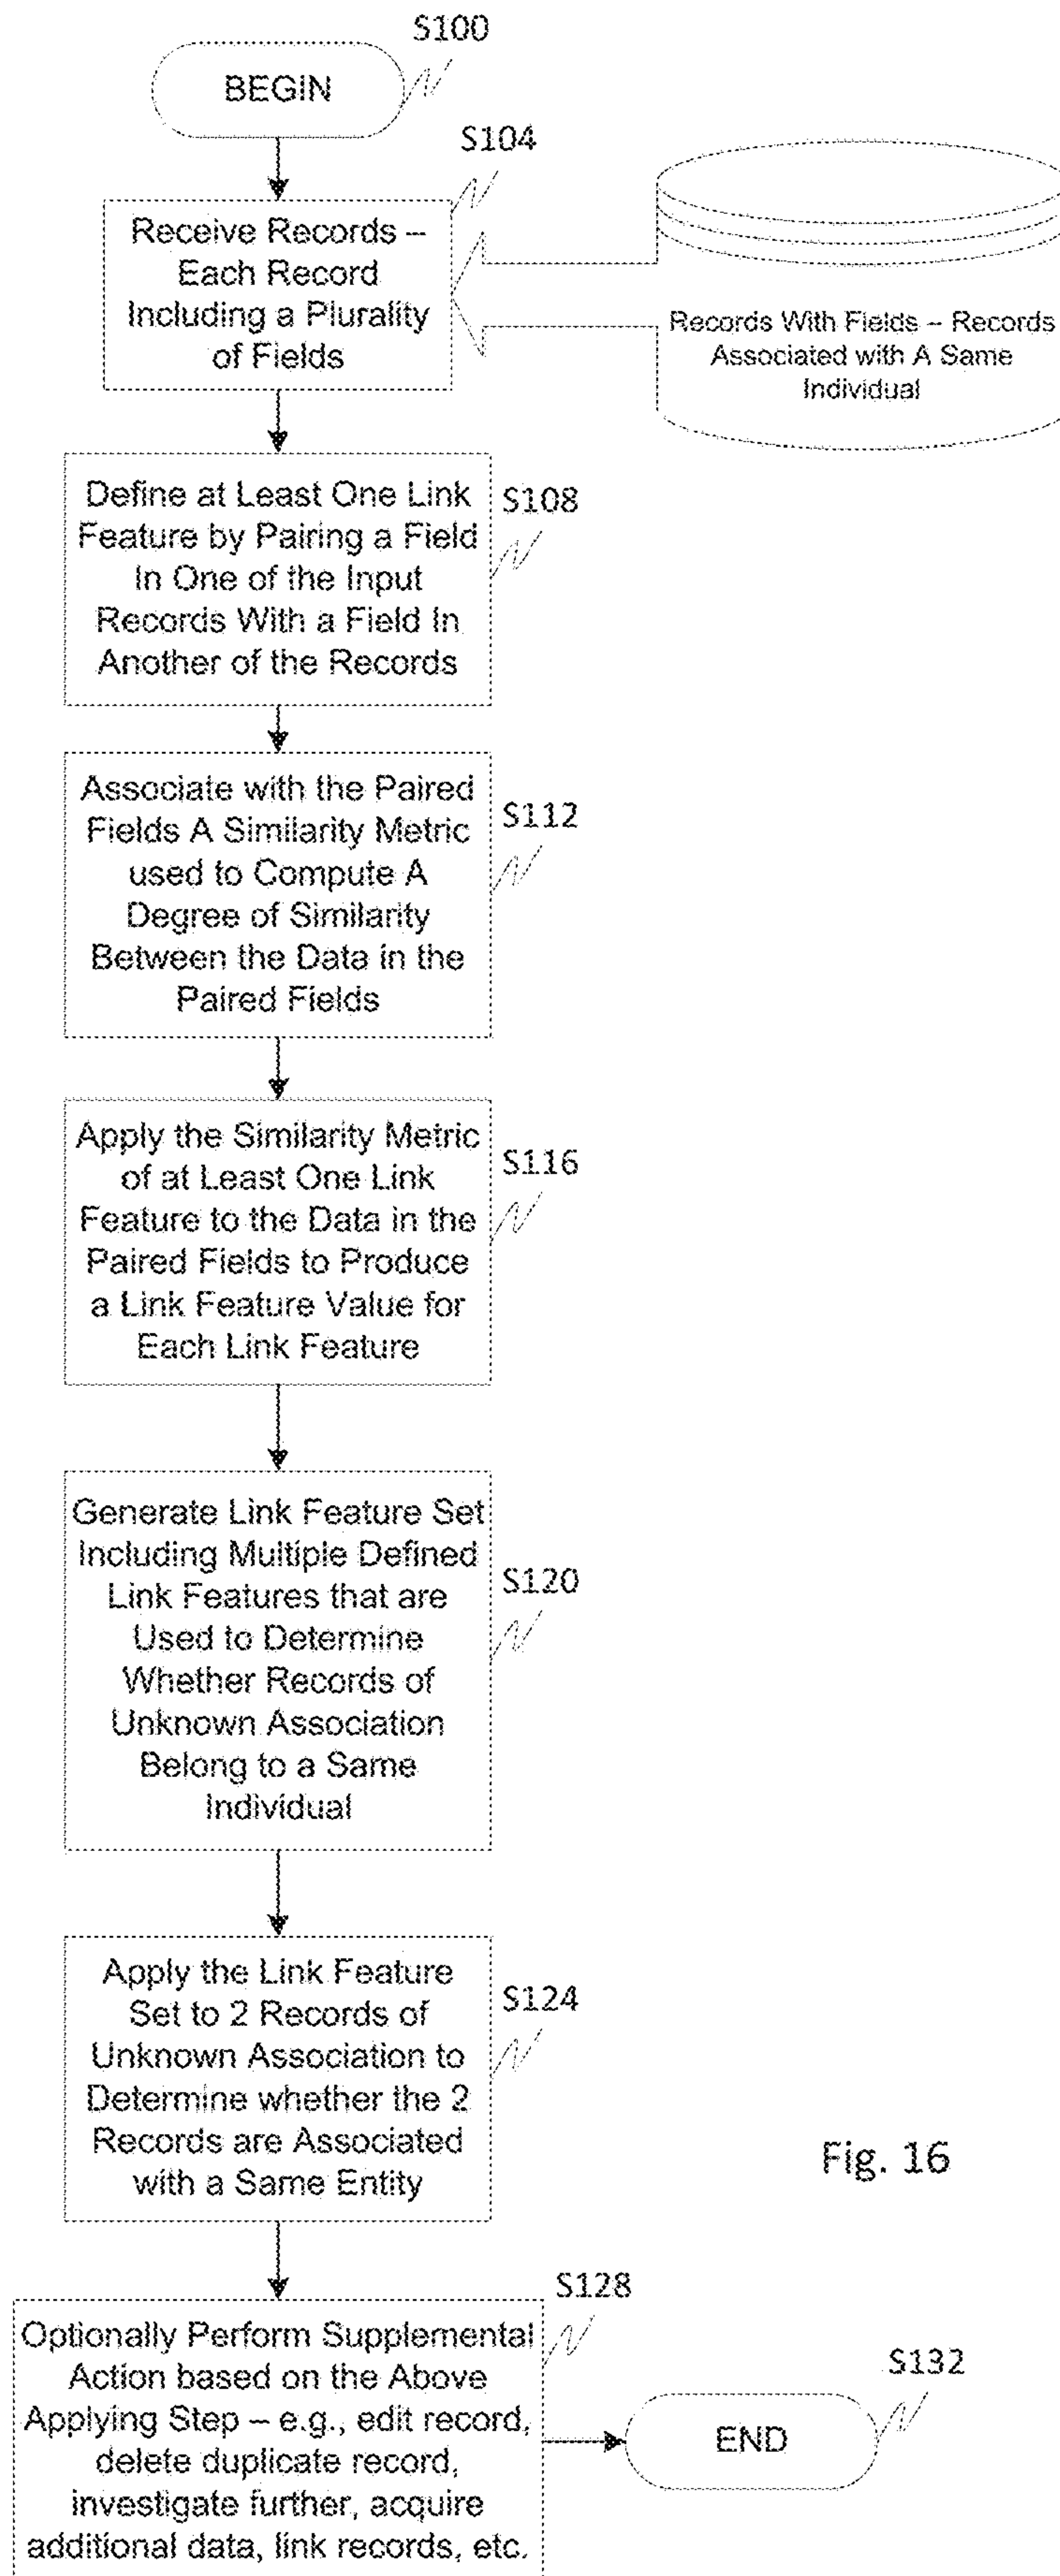 S100
BEGIN
S104
Receive Records –
Each Record
Including a Plurality
of Fields
Records With Fields – Records
Associated with A Same
Individual
Define at Least One Link
Feature by Pairing a Field
In One of the Input
Records With a Field In
Another of the Records
S108
Associate with the Paired
Fields A Similarity Metric
used to Compute A
Degree of Similarity
Between the Data in the
Paired Fields
S112
Apply the Similarity Metric
of at Least One Link
Feature to the Data in the
Paired Fields to Produce
a Link Feature Value for
Each Link Feature
S116
Generate Link Feature Set
Including Multiple Defined
Link Features that are
Used to Determine
Whether Records of
Unknown Association
Belong to a Same
Individual
S120
Apply the Link Feature
Set to 2 Records of
Unknown Association to
Determine whether the 2
Records are Associated
with a Same Entity
S124
Fig. 16
S128
Optionally Perform Supplemental
Action based on the Above
Applying Step – e.g., edit record,
delete duplicate record,
investigate further, acquire
additional data, link records, etc.
S132
END